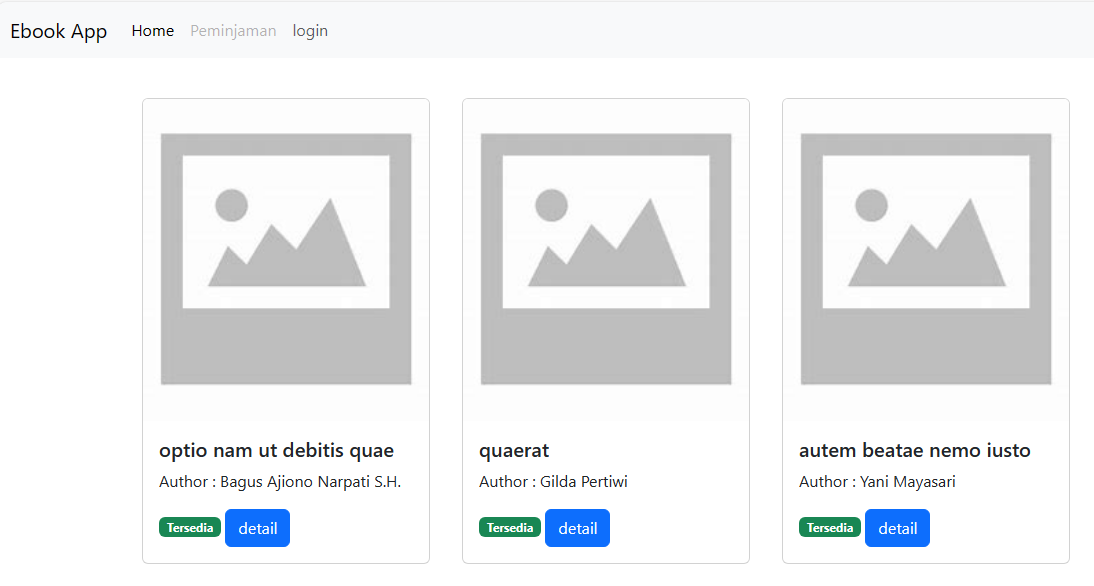 Ebook App Home Peminjaman login
optio nam ut debitis quae
Author : Bagus Ajiono Narpati S.H.
Tersedia detail
quaerat
Author : Gilda Pertiwi
Tersedia detail
autem beatae nemo iusto
Author : Yani Mayasari
Tersedia detail